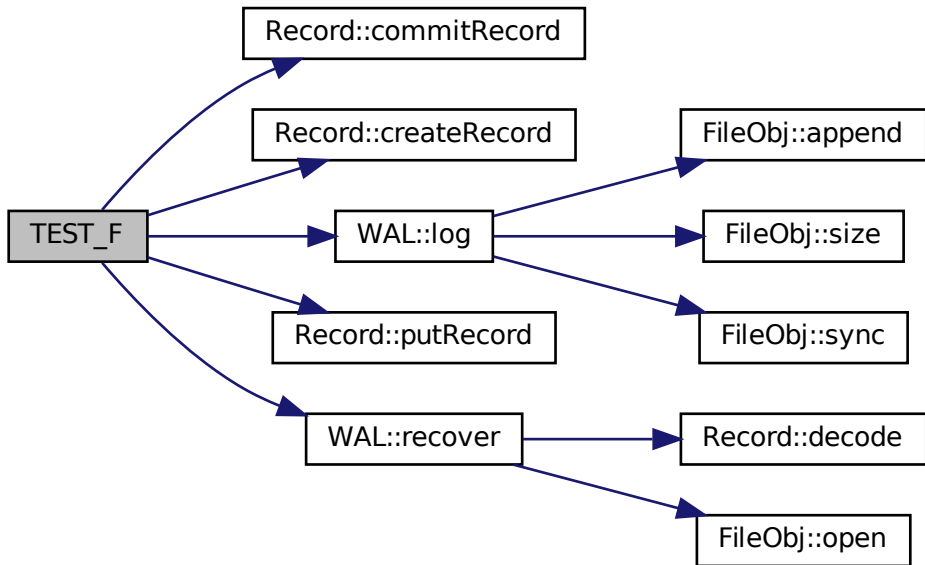 Record::commitRecord
Record::createRecord
FileObj::append
TEST_F
WAL::log
FileObj::size
Record::putRecord
FileObj::sync
WAL::recover
Record::decode
FileObj::open